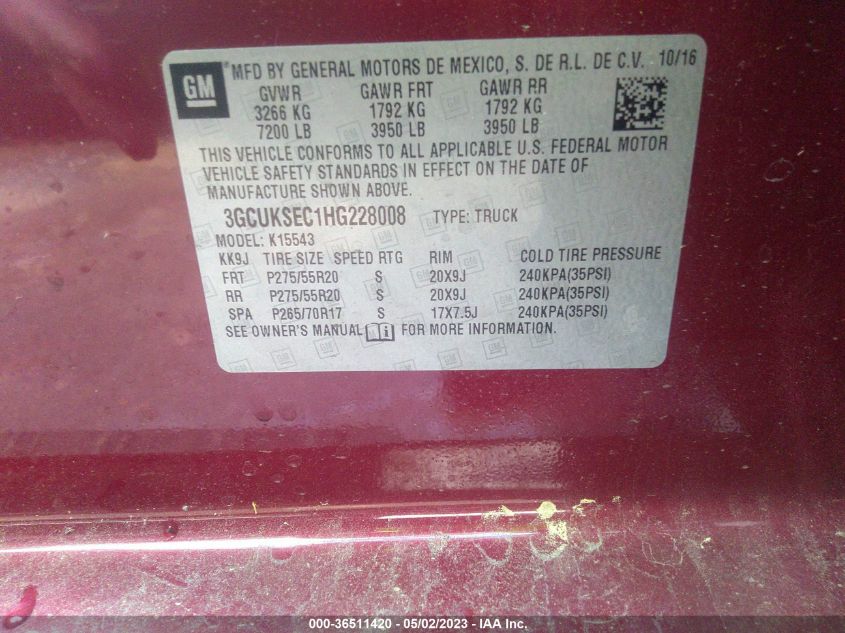 GM MFD BY GENERAL MOTORS DE MEXICO, S. DE R.L. DE C.V. 10/16
GVWR GAWR FRT GAWR RR
3266 KG 1792 KG 1792 KG
7200 LB 3950 LB 3950 LB
THIS VEHICLE CONFORMS TO ALL APPLICABLE U.S. FEDERAL MOTOR
VEHICLE SAFETY STANDARDS IN EFFECT ON THE DATE OF
MANUFACTURE SHOWN ABOVE.
3GCUKSEC1HG228008 TYPE: TRUCK
MODEL: K15543
KK9J TIRE SIZE SPEED RTG RIM COLD TIRE PRESSURE
FRT P275/55R20 S 20X9J 240KPA(35PSI)
RR P275/55R20 S 20X9J 240KPA(35PSI)
SPA P265/70R17 S 17X7.5J 240KPA(35PSI)
SEE OWNER'S MANUAL i FOR MORE INFORMATION.
000-36511420 - 05/02/2023 - IAA Inc.